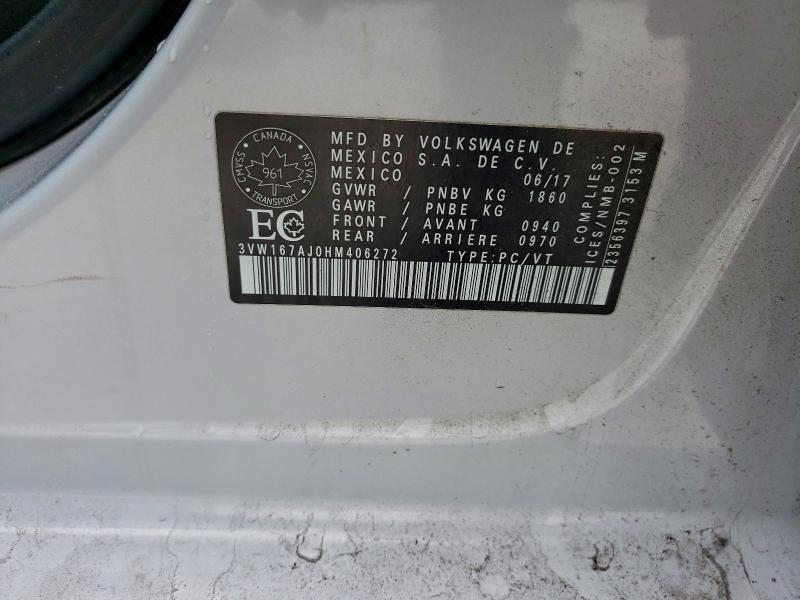 CANADA
CMVSS
NSVAC
961
TRANSPORT
EC
MFD BY VOLKSWAGEN DE
MEXICO S.A. DE C.V.
MEXICO 06/17
GVWR / PNBV KG 1860
GAWR / PNBE KG
FRONT / AVANT 0940
REAR / ARRIERE 0970
3VW167AJ0HM406272 TYPE:PC/VT
COMPLIES:
ICES/NMB-002
2356397 3153 M